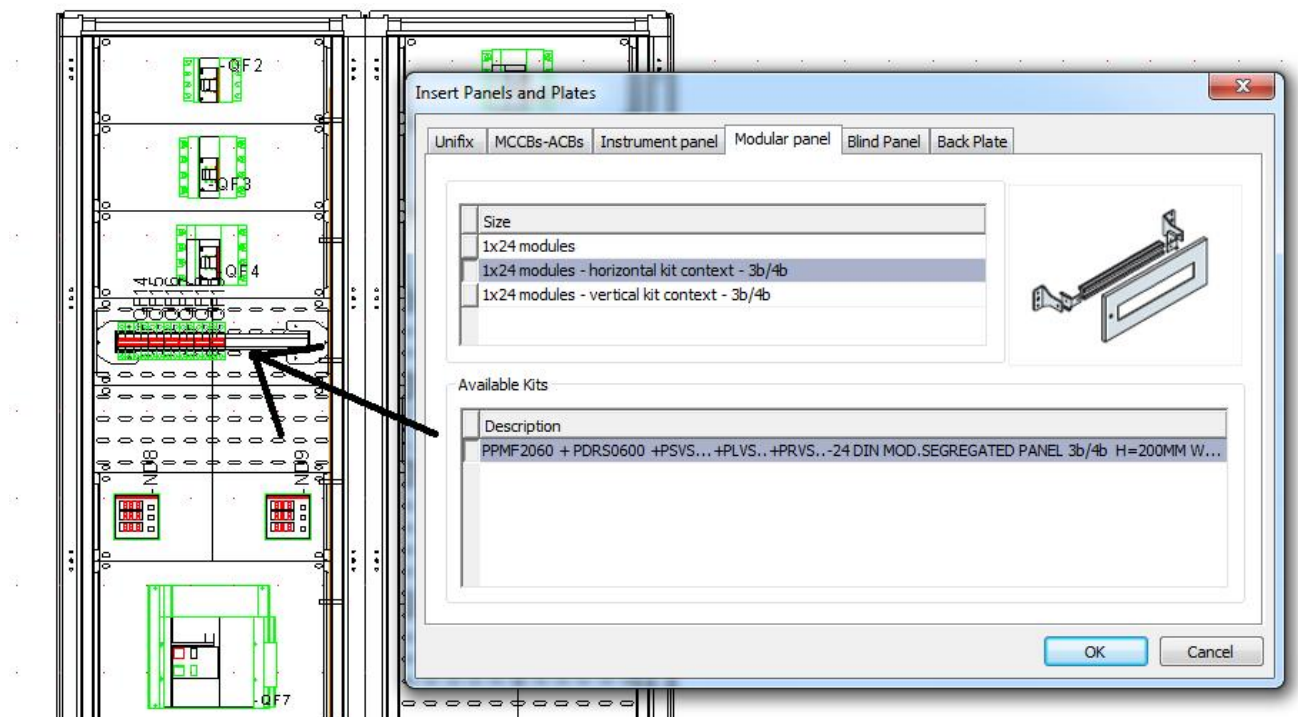 -QF2
-QF3
-QF4
-ND8
-ND9
-QF7
Insert Panels and Plates
Unifix
MCCBs-ACBs
Instrument panel
Modular panel
Blind Panel
Back Plate
Size
1x24 modules
1x24 modules - horizontal kit context - 3b/4b
1x24 modules - vertical kit context - 3b/4b
Available Kits
Description
PPMF2060 + PDRS0600 +PSVS... +PLVS.. +PRVS..-24 DIN MOD.SEGREGATED PANEL 3b/4b H=200MM W...
OK
Cancel